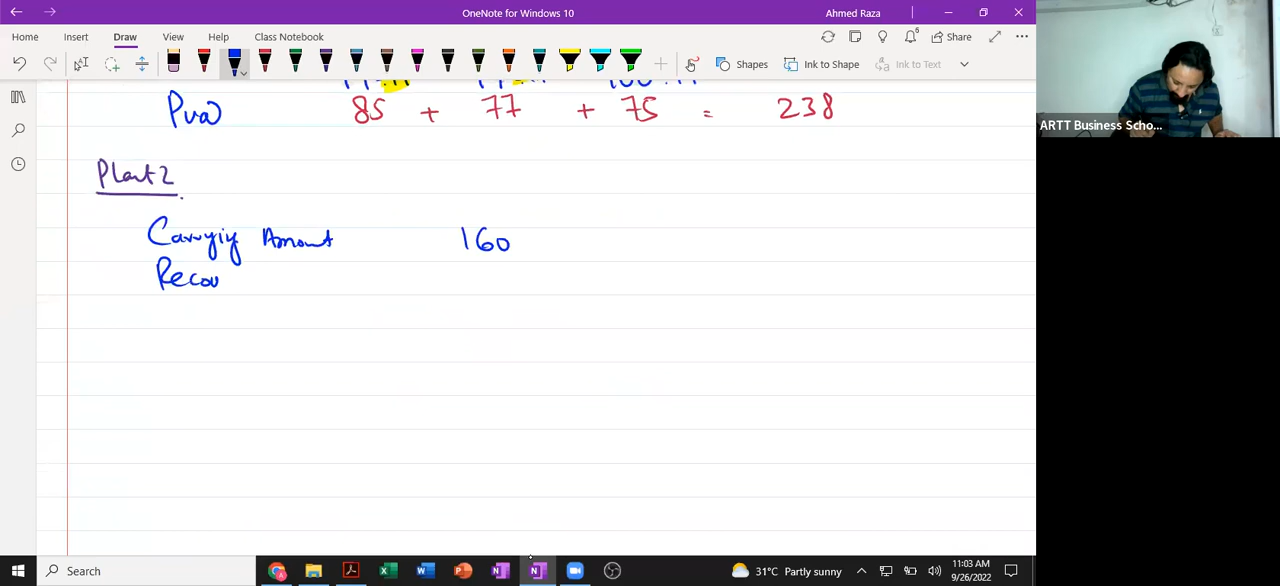 OneNote for Windows 10
Ahmed Raza
Home Insert Draw View Help Class Notebook
6
Share
Shapes Ink to Shape Ink to Text
85 + 77 + 75 = 238
Plant 2
Carryiy Amount 160
Recov
ARTT Business Scho...
Search
31°C Partly sunny
11:03 AM
9/26/2022